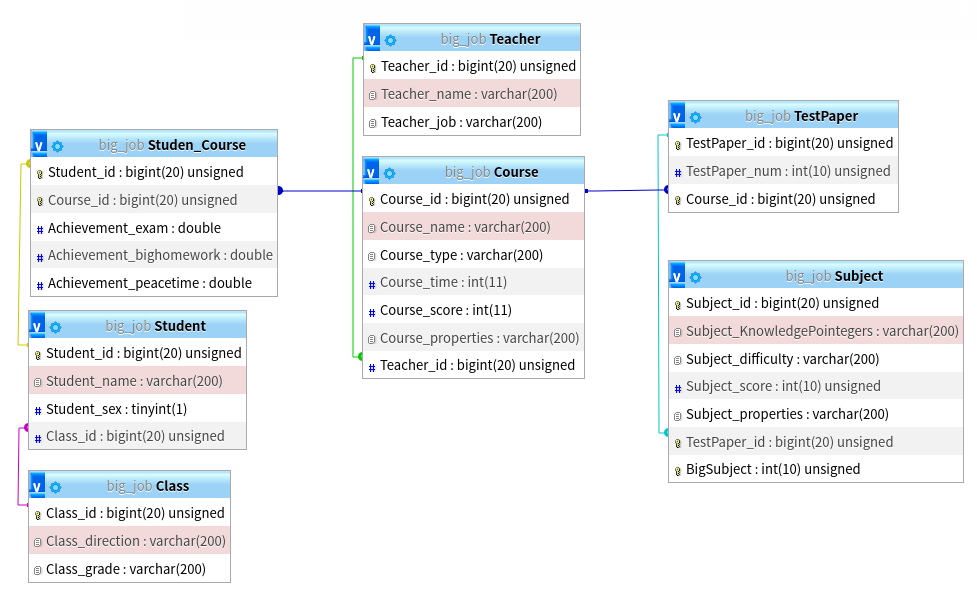 big_job Teacher
Teacher_id : bigint(20) unsigned
Teacher_name : varchar(200)
Teacher_job : varchar(200)
big_job Studen_Course
Student_id : bigint(20) unsigned
Course_id : bigint(20) unsigned
# Achievement_exam : double
# Achievement_bighomework : double
# Achievement_peacetime : double
big_job Course
Course_id : bigint(20) unsigned
Course_name : varchar(200)
Course_type : varchar(200)
# Course_time : int(11)
# Course_score : int(11)
Course_properties : varchar(200)
# Teacher_id : bigint(20) unsigned
big_job TestPaper
TestPaper_id : bigint(20) unsigned
# TestPaper_num : int(10) unsigned
Course_id : bigint(20) unsigned
big_job Student
Student_id : bigint(20) unsigned
Student_name : varchar(200)
# Student_sex : tinyint(1)
# Class_id : bigint(20) unsigned
big_job Subject
Subject_id : bigint(20) unsigned
Subject_KnowledgePointegers : varchar(200)
Subject_difficulty : varchar(200)
# Subject_score : int(10) unsigned
Subject_properties : varchar(200)
TestPaper_id : bigint(20) unsigned
BigSubject : int(10) unsigned
big_job Class
Class_id : bigint(20) unsigned
Class_direction : varchar(200)
Class_grade : varchar(200)